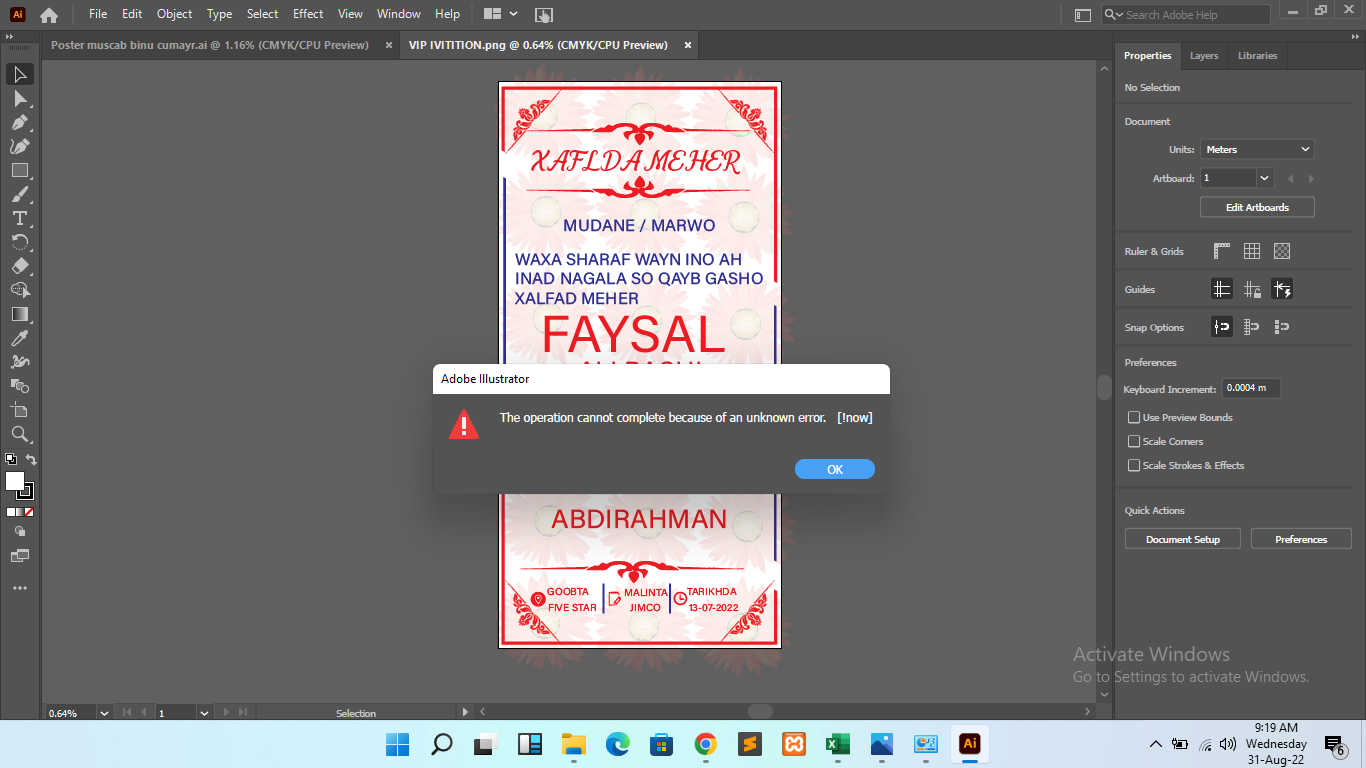 Ai
File Edit Object Type Select Effect View Window Help
Search Adobe Help
Poster muscab binu cumayr.ai @ 1.16% (CMYK/CPU Preview)
VIP IVITITION.png @ 0.64% (CMYK/CPU Preview)
Properties Layers Libraries
No Selection
Document
Units: Meters
Artboard: 1
Edit Artboards
Ruler & Grids
Guides
Snap Options
Preferences
Keyboard Increment: 0.0004 m
Use Preview Bounds
Scale Corners
Scale Strokes & Effects
Quick Actions
Document Setup Preferences
XAFLDA MEHER
MUDANE / MARWO
WAXA SHARAF WAYN INO AH
INAD NAGALA SO QAYB GASHO
XALFAD MEHER
FAYSAL
Adobe Illustrator
The operation cannot complete because of an unknown error. [!now]
OK
ABDIRAHMAN
GOOBTA
FIVE STAR
MALINTA
JIMCO
TARIKHDA
13-07-2022
Activate Windows
Go to Settings to activate Windows.
0.64% 1 Selection
Ai
9:19 AM
Wednesday
31-Aug-22
6